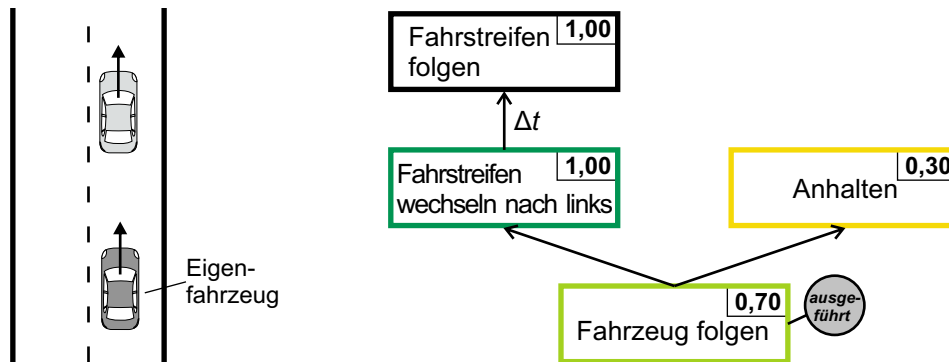 Eigen-
fahrzeug
Fahrstreifen
folgen
1,00
Δt
Fahrstreifen
wechseln nach links
1,00
Anhalten
0,30
Fahrzeug folgen
0,70
ausge-
führt